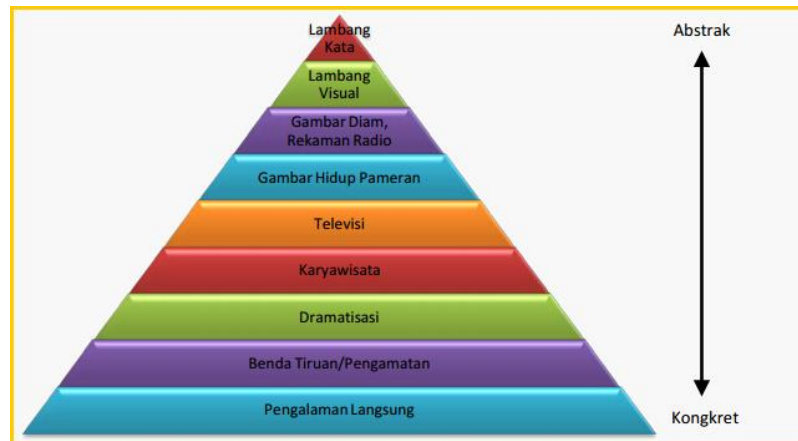 Lambang
Kata
Lambang
Visual
Gambar Diam,
Rekaman Radio
Gambar Hidup Pameran
Televisi
Karyawisata
Dramatisasi
Benda Tiruan/Pengamatan
Pengalaman Langsung
Abstrak
Kongkret